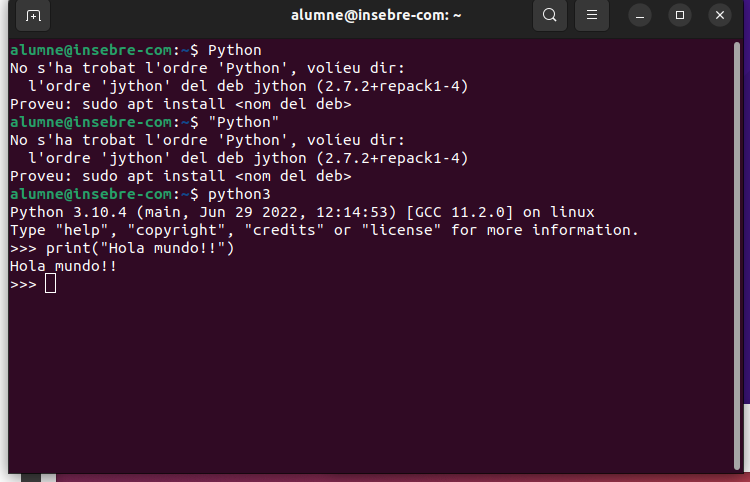 alumne@insebre-com: ~
alumne@insebre-com:~$ Python
No s'ha trobat l'ordre 'Python', volíeu dir:
  l'ordre 'jython' del deb jython (2.7.2+repack1-4)
Proveu: sudo apt install <nom del deb>
alumne@insebre-com:~$ "Python"
No s'ha trobat l'ordre 'Python', volíeu dir:
  l'ordre 'jython' del deb jython (2.7.2+repack1-4)
Proveu: sudo apt install <nom del deb>
alumne@insebre-com:~$ python3
Python 3.10.4 (main, Jun 29 2022, 12:14:53) [GCC 11.2.0] on linux
Type "help", "copyright", "credits" or "license" for more information.
>>> print("Hola mundo!!")
Hola mundo!!
>>>